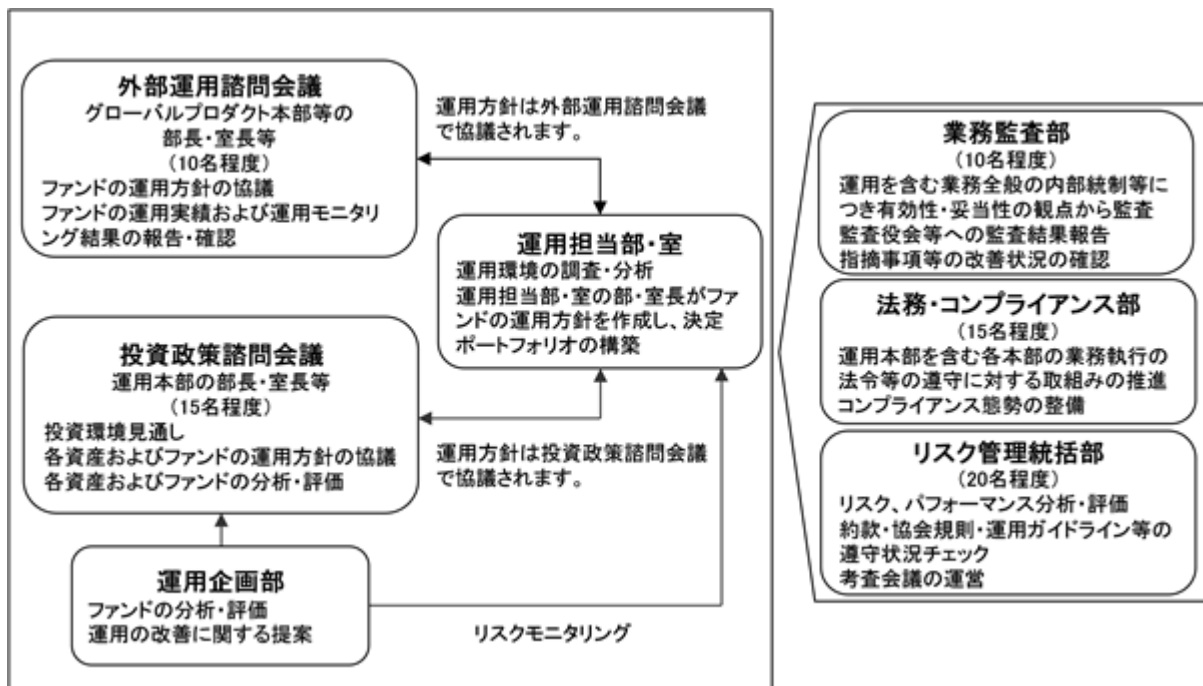 外部運用諮問会議
グローバルプロダクト本部等の
部長・室長等
（10名程度）
ファンドの運用方針の協議
ファンドの運用実績および運用モニタリ
ング結果の報告・確認
運用方針は外部運用諮問会議
で協議されます。
運用担当部・室
運用環境の調査・分析
運用担当部・室の部・室長がファ
ンドの運用方針を作成し、決定
ポートフォリオの構築
投資政策諮問会議
運用本部の部長・室長等
（15名程度）
投資環境見通し
各資産およびファンドの運用方針の協議
各資産およびファンドの分析・評価
運用方針は投資政策諮問会議
で協議されます。
運用企画部
ファンドの分析・評価
運用の改善に関する提案
リスクモニタリング
業務監査部
（10名程度）
運用を含む業務全般の内部統制等に
つき有効性・妥当性の観点から監査
監査役会等への監査結果報告
指摘事項等の改善状況の確認
法務・コンプライアンス部
（15名程度）
運用本部を含む各本部の業務執行の
法令等の遵守に対する取組みの推進
コンプライアンス態勢の整備
リスク管理統括部
（20名程度）
リスク、パフォーマンス分析・評価
約款・協会規則・運用ガイドライン等の
遵守状況チェック
考査会議の運営